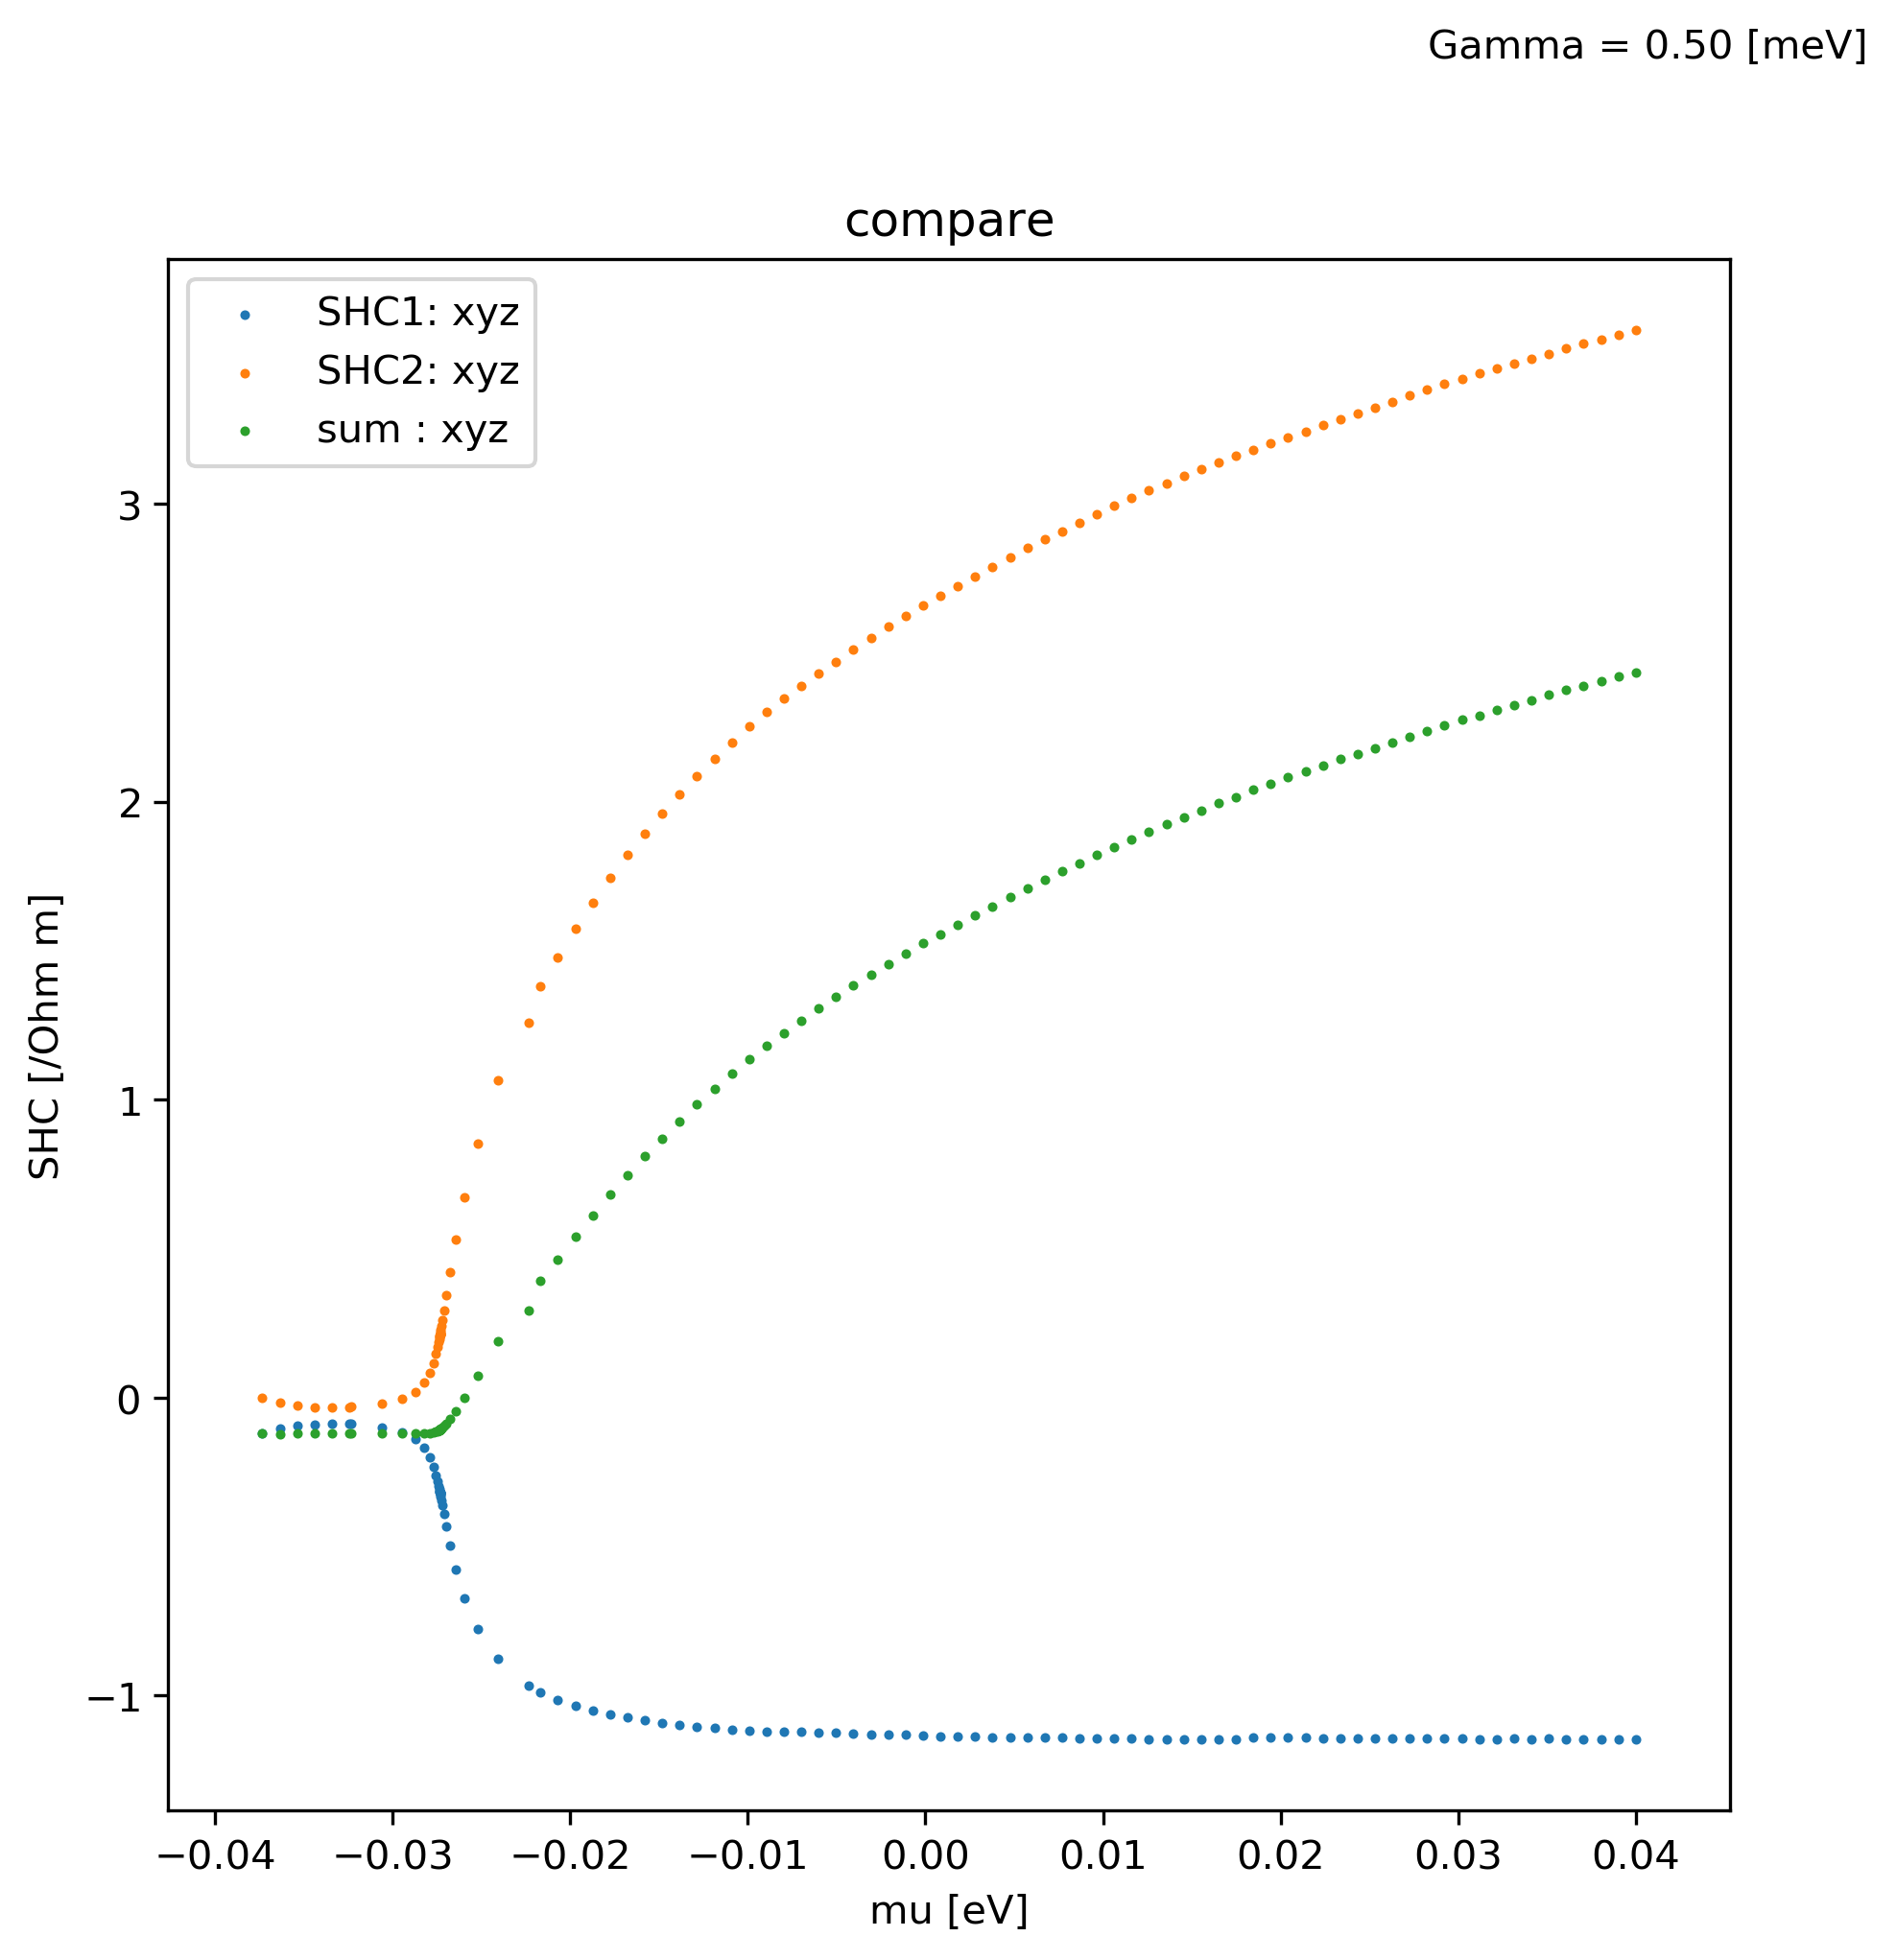 Gamma = 0.50 [meV]
compare
SHC1: xyz
SHC2: xyz
sum : xyz
3
2
1
0
−1
SHC [/Ohm m]
−0.04 −0.03 −0.02 −0.01 0.00 0.01 0.02 0.03 0.04
mu [eV]